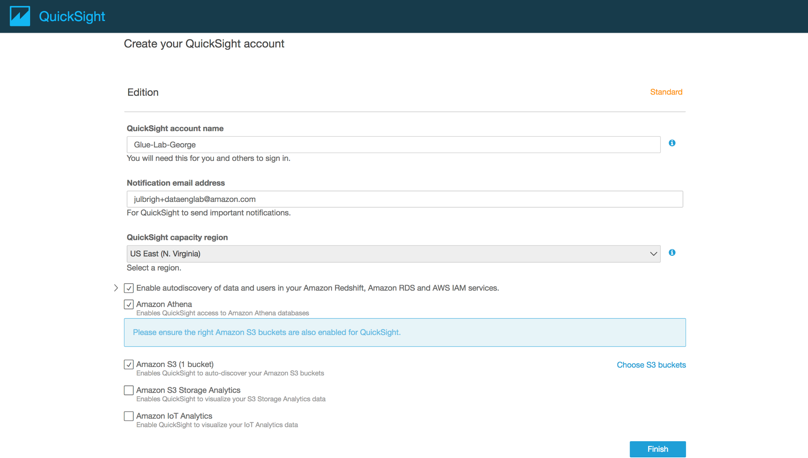 QuickSight
Create your QuickSight account
Edition
Standard
QuickSight account name
Glue-Lab-George
You will need this for you and others to sign in.
Notification email address
julbrigh+dataenglab@amazon.com
For QuickSight to send important notifications.
QuickSight capacity region
US East (N. Virginia)
Select a region.
Enable autodiscovery of data and users in your Amazon Redshift, Amazon RDS and AWS IAM services.
Amazon Athena
Enables QuickSight access to Amazon Athena databases
Please ensure the right Amazon S3 buckets are also enabled for QuickSight.
Amazon S3 (1 bucket)
Choose S3 buckets
Enables QuickSight to auto-discover your Amazon S3 buckets
Amazon S3 Storage Analytics
Enables QuickSight to visualize your S3 Storage Analytics data
Amazon IoT Analytics
Enable QuickSight to visualize your IoT Analytics data
Finish